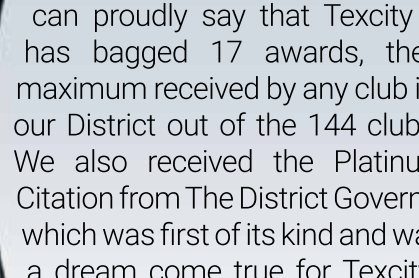 can proudly say that Texcity
has bagged 17 awards, the
maximum received by any club
our District out of the 144 club
We also received the
Citation from The District
which was first of its kind and
a dream come true for